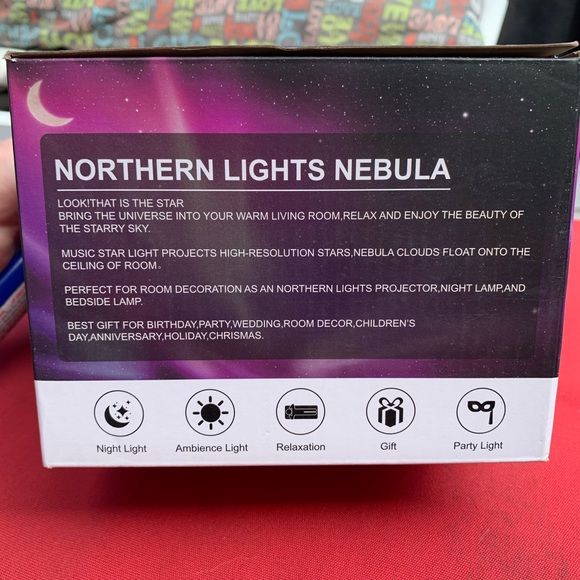 NORTHERN LIGHTS NEBULA
LOOK!THAT IS THE STAR
BRING THE UNIVERSE INTO YOUR WARM LIVING ROOM,RELAX AND ENJOY THE BEAUTY OF
THE STARRY SKY.
MUSIC STAR LIGHT PROJECTS HIGH-RESOLUTION STARS,NEBULA CLOUDS FLOAT ONTO THE
CEILING OF ROOM。
PERFECT FOR ROOM DECORATION AS AN NORTHERN LIGHTS PROJECTOR,NIGHT LAMP,AND
BEDSIDE LAMP.
BEST GIFT FOR BIRTHDAY,PARTY,WEDDING,ROOM DECOR,CHILDREN'S
DAY,ANNIVERSARY,HOLIDAY,CHRISMAS.
Night Light
Ambience Light
Relaxation
Gift
Party Light